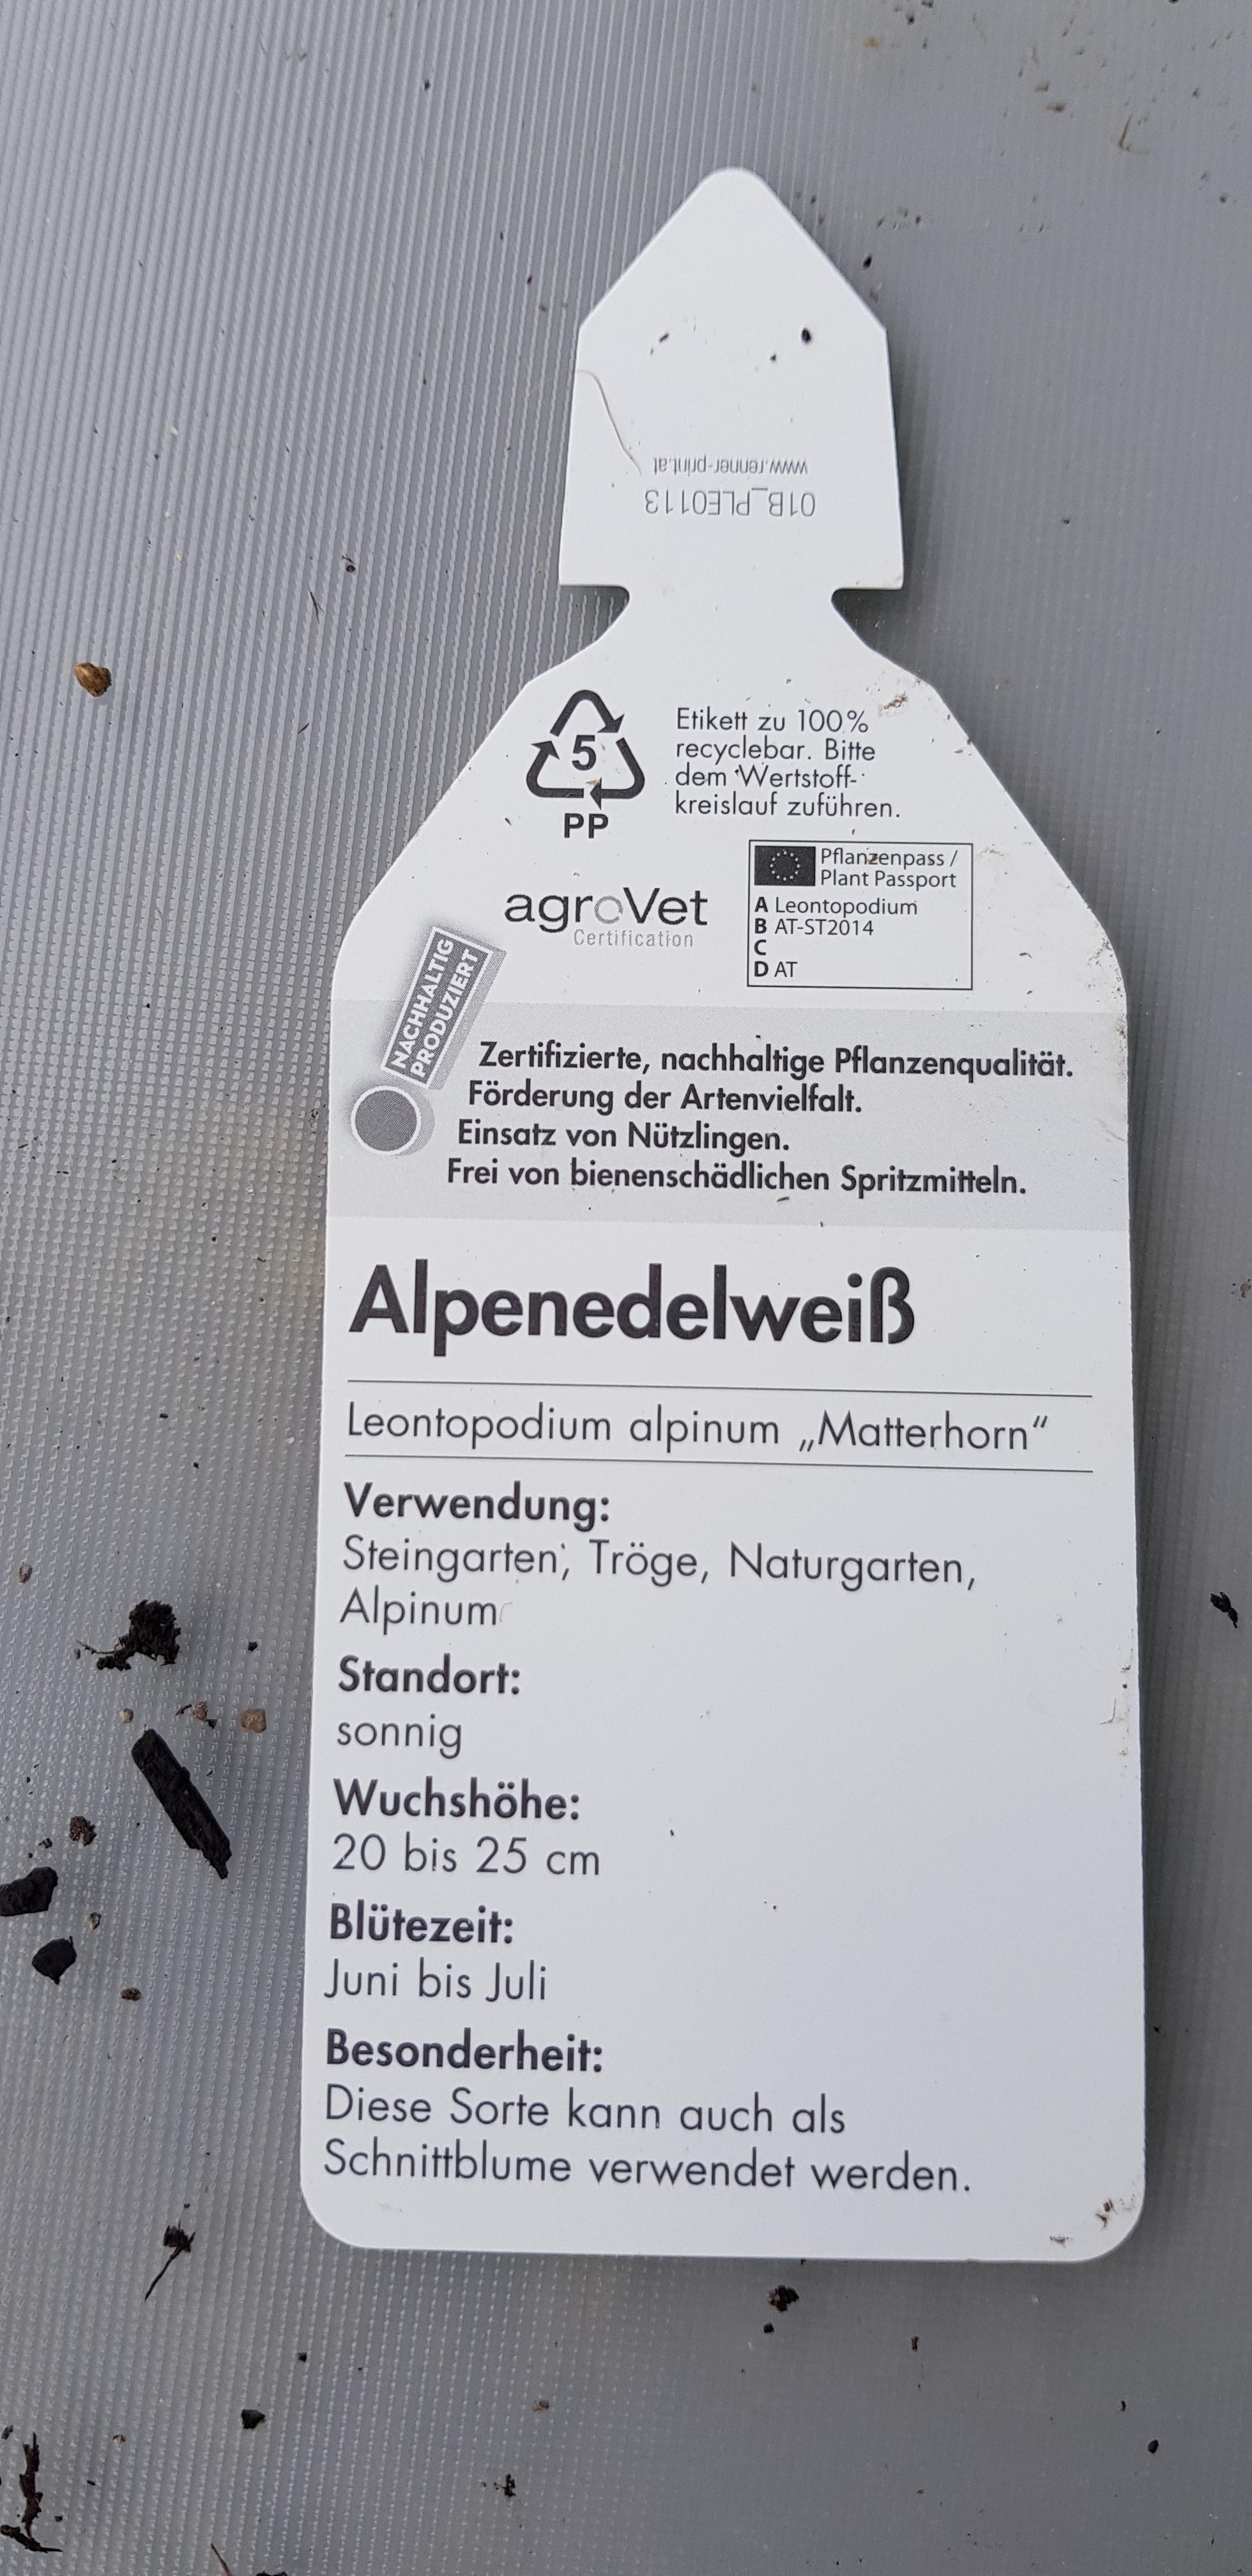 www.renner-print.at
01B_PLE0113
5
PP
Etikett zu 100%
recyclebar. Bitte
dem Wertstoff-
kreislauf zuführen.
agroVet
Certification
Pflanzenpass /
Plant Passport
A Leontopodium
B AT-ST2014
C
D AT
NACHHALTIG
PRODUZIERT
Zertifizierte, nachhaltige Pflanzenqualität.
Förderung der Artenvielfalt.
Einsatz von Nützlingen.
Frei von bienenschädlichen Spritzmitteln.
Alpenedelweiß
Leontopodium alpinum „Matterhorn“
Verwendung:
Steingarten, Tröge, Naturgarten,
Alpinum
Standort:
sonnig
Wuchshöhe:
20 bis 25 cm
Blütezeit:
Juni bis Juli
Besonderheit:
Diese Sorte kann auch als
Schnittblume verwendet werden.